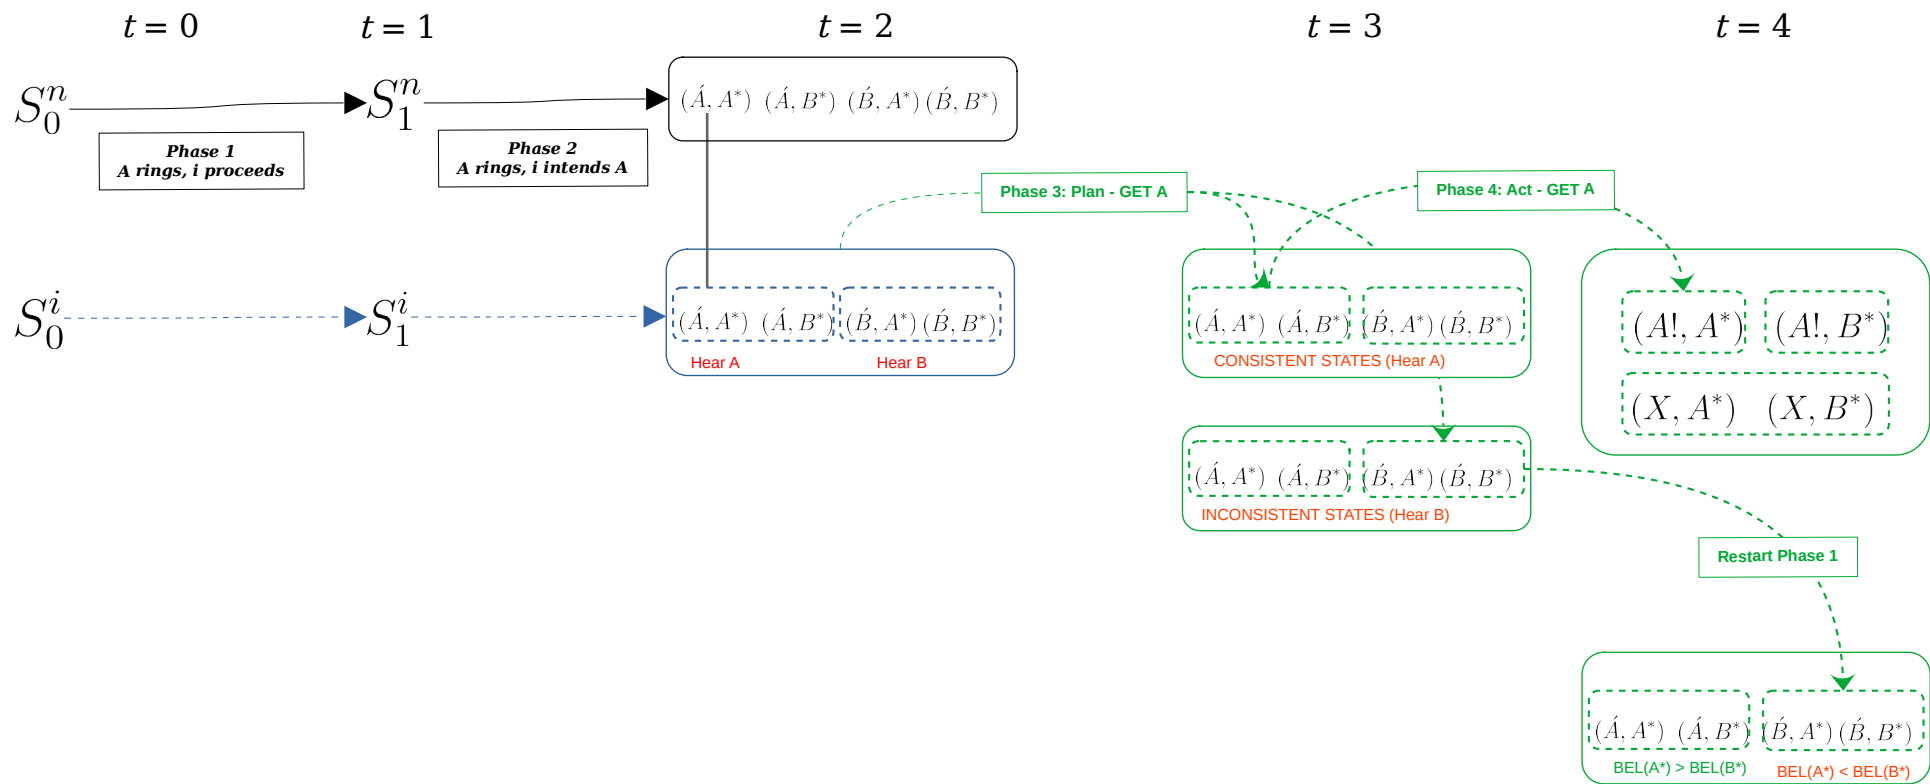 t = 0
t = 1
t = 2
t = 3
t = 4
S_0^n
S_1^n
(Á, A*) (Á, B*) (B́, A*) (B́, B*)
Phase 1
A rings, i proceeds
Phase 2
A rings, i intends A
Phase 3: Plan - GET A
Phase 4: Act - GET A
S_0^i
S_1^i
(Á, A*) (Á, B*) (B́, A*) (B́, B*)
Hear A
Hear B
(Á, A*) (Á, B*) (B́, A*) (B́, B*)
CONSISTENT STATES (Hear A)
(A!, A*) (A!, B*)
(X, A*) (X, B*)
(Á, A*) (Á, B*) (B́, A*) (B́, B*)
INCONSISTENT STATES (Hear B)
Restart Phase 1
(Á, A*) (Á, B*) (B́, A*) (B́, B*)
BEL(A*) > BEL(B*)
BEL(A*) < BEL(B*)